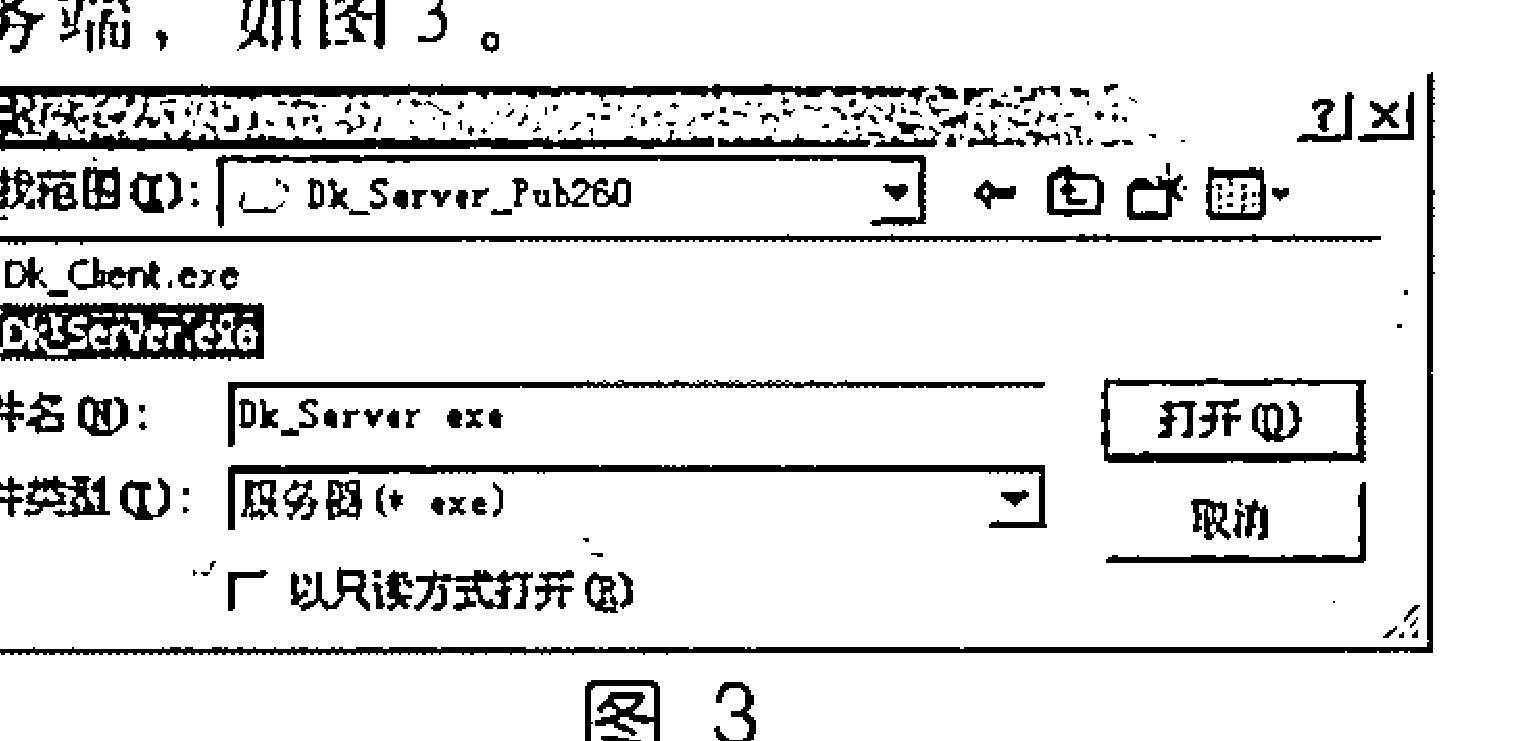 务端，如图3。
找范围(I): Dk_Server_Pub260
Dk_Client.exe
Dk_Server.exe
件名(N): Dk_Server exe 打开(O)
件类型(T): 服务器(* exe)
取消
以只读方式打开(R)
图 3